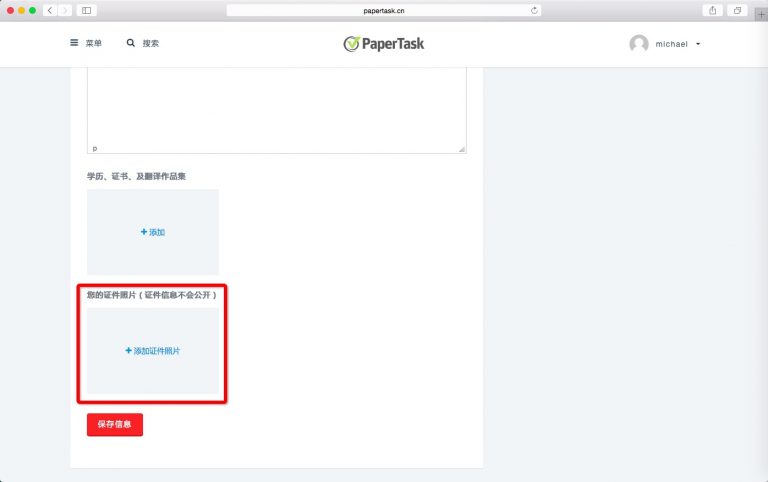 papertask.cn
菜单
搜索
PaperTask
michael
p
学历、证书、及翻译作品集
+ 添加
您的证件照片（证件信息不会公开）
+ 添加证件照片
保存信息